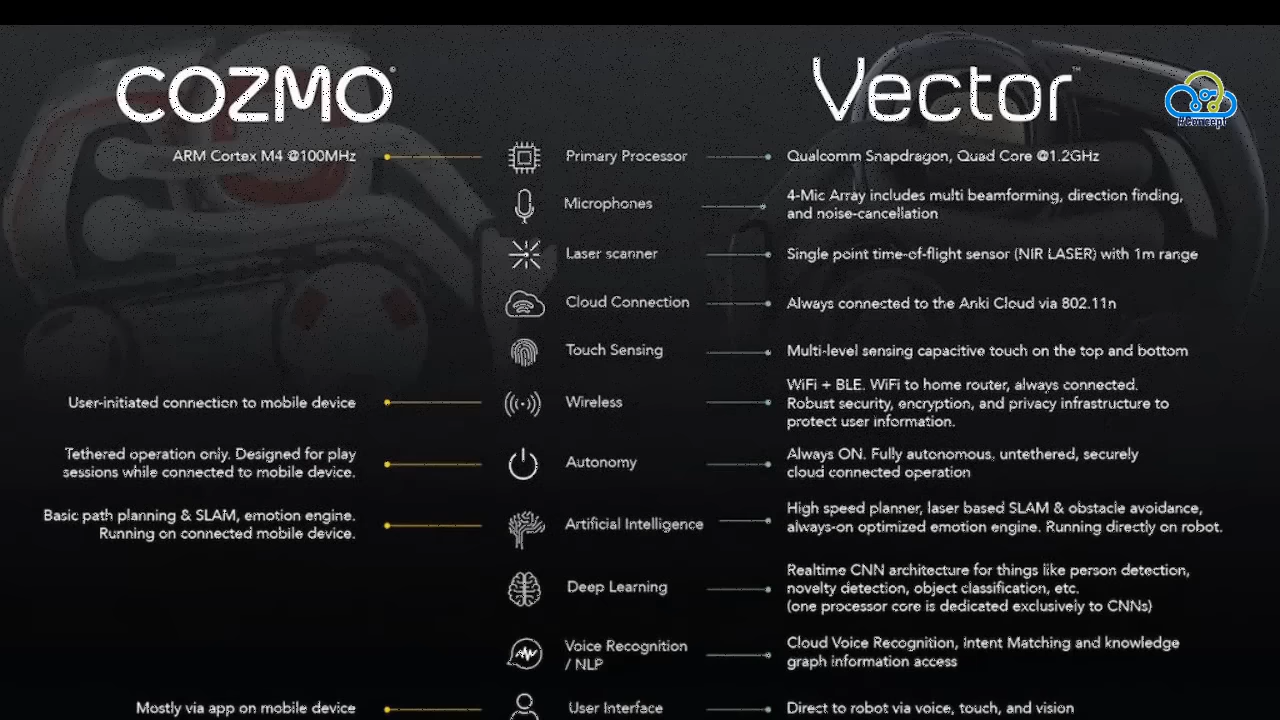 COZMO
Vector™
#Concept
ARM Cortex M4 @100MHz
Primary Processor
Qualcomm Snapdragon, Quad Core @1.2GHz
Microphones
4-Mic Array includes multi beamforming, direction finding,
and noise-cancellation
Laser scanner
Single point time-of-flight sensor (NIR LASER) with 1m range
Cloud Connection
Always connected to the Anki Cloud via 802.11n
Touch Sensing
Multi-level sensing capacitive touch on the top and bottom
User-initiated connection to mobile device
Wireless
WiFi + BLE. WiFi to home router, always connected.
Robust security, encryption, and privacy infrastructure to
protect user information.
Tethered operation only. Designed for play
sessions while connected to mobile device.
Autonomy
Always ON. Fully autonomous, untethered, securely
cloud connected operation
Basic path planning & SLAM, emotion engine.
Running on connected mobile device.
Artificial Intelligence
High speed planner, laser based SLAM & obstacle avoidance,
always-on optimized emotion engine. Running directly on robot.
Deep Learning
Realtime CNN architecture for things like person detection,
novelty detection, object classification, etc.
(one processor core is dedicated exclusively to CNNs)
Voice Recognition
/ NLP
Cloud Voice Recognition, Intent Matching and knowledge
graph information access
Mostly via app on mobile device
User Interface
Direct to robot via voice, touch, and vision